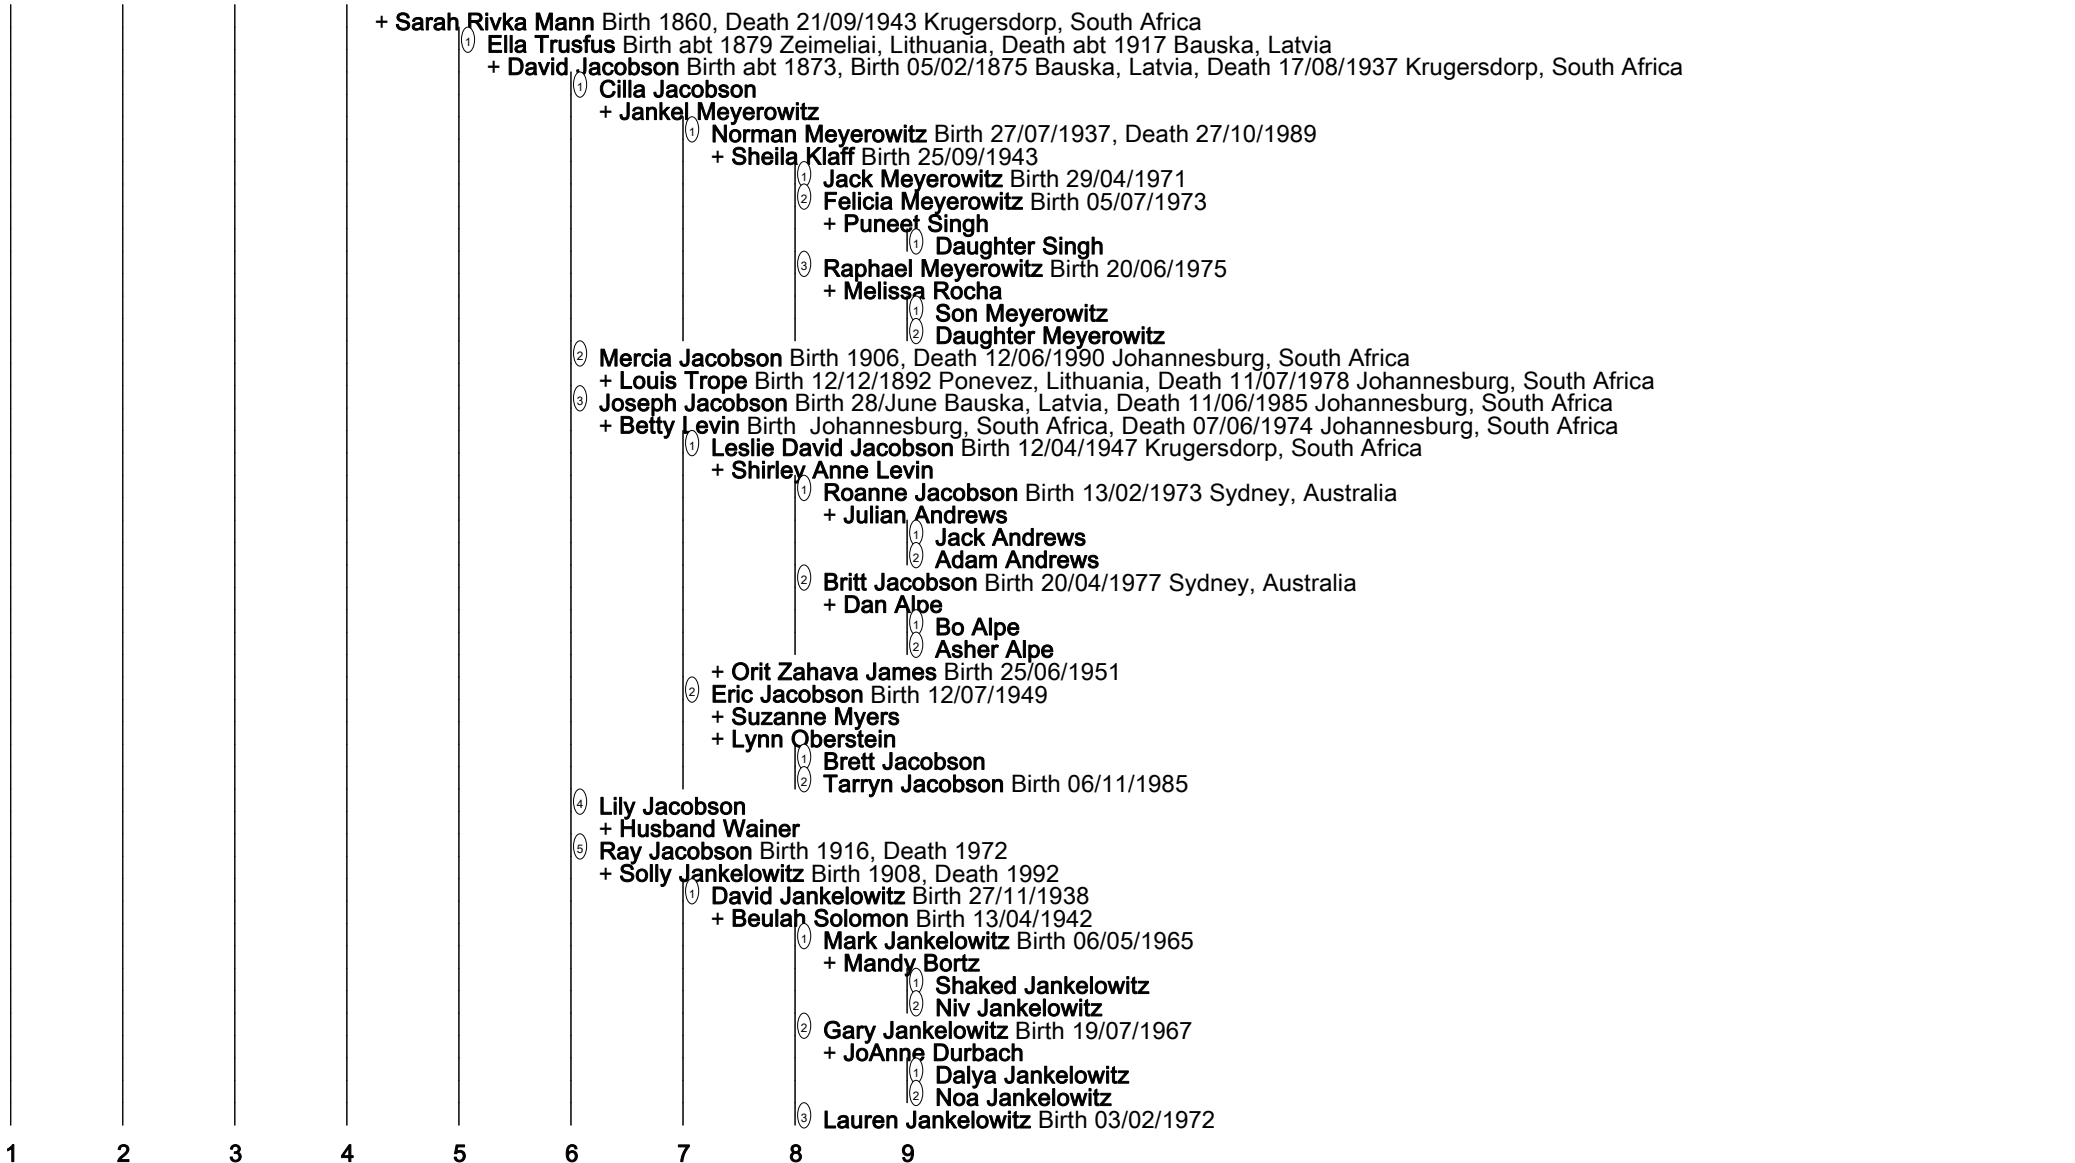 + Sarah Rivka Mann Birth 1860, Death 21/09/1943 Krugersdorp, South Africa
1 Ella Trusfus Birth abt 1879 Zeimeliai, Lithuania, Death abt 1917 Bauska, Latvia
+ David Jacobson Birth abt 1873, Birth 05/02/1875 Bauska, Latvia, Death 17/08/1937 Krugersdorp, South Africa
1 Cilla Jacobson
+ Jankel Meyerowitz
1 Norman Meyerowitz Birth 27/07/1937, Death 27/10/1989
+ Sheila Klaff Birth 25/09/1943
1 Jack Meyerowitz Birth 29/04/1971
2 Felicia Meyerowitz Birth 05/07/1973
+ Puneet Singh
1 Daughter Singh
3 Raphael Meyerowitz Birth 20/06/1975
+ Melissa Rocha
1 Son Meyerowitz
2 Daughter Meyerowitz
2 Mercia Jacobson Birth 1906, Death 12/06/1990 Johannesburg, South Africa
+ Louis Trope Birth 12/12/1892 Ponevez, Lithuania, Death 11/07/1978 Johannesburg, South Africa
3 Joseph Jacobson Birth 28/June Bauska, Latvia, Death 11/06/1985 Johannesburg, South Africa
+ Betty Levin Birth  Johannesburg, South Africa, Death 07/06/1974 Johannesburg, South Africa
1 Leslie David Jacobson Birth 12/04/1947 Krugersdorp, South Africa
+ Shirley Anne Levin
1 Roanne Jacobson Birth 13/02/1973 Sydney, Australia
+ Julian Andrews
1 Jack Andrews
2 Adam Andrews
2 Britt Jacobson Birth 20/04/1977 Sydney, Australia
+ Dan Alpe
1 Bo Alpe
2 Asher Alpe
+ Orit Zahava James Birth 25/06/1951
2 Eric Jacobson Birth 12/07/1949
+ Suzanne Myers
+ Lynn Oberstein
1 Brett Jacobson
2 Tarryn Jacobson Birth 06/11/1985
4 Lily Jacobson
+ Husband Wainer
5 Ray Jacobson Birth 1916, Death 1972
+ Solly Jankelowitz Birth 1908, Death 1992
1 David Jankelowitz Birth 27/11/1938
+ Beulah Solomon Birth 13/04/1942
1 Mark Jankelowitz Birth 06/05/1965
+ Mandy Bortz
1 Shaked Jankelowitz
2 Niv Jankelowitz
2 Gary Jankelowitz Birth 19/07/1967
+ JoAnne Durbach
1 Dalya Jankelowitz
2 Noa Jankelowitz
3 Lauren Jankelowitz Birth 03/02/1972
1 2 3 4 5 6 7 8 9